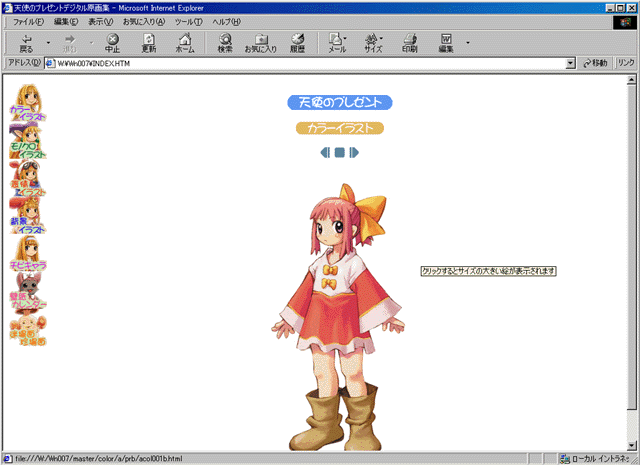 天使のプレゼントデジタル原画集 - Microsoft Internet Explorer
ファイル(F) 編集(E) 表示(V) お気に入り(A) ツール(T) ヘルプ(H)
戻る 進む 中止 更新 ホーム 検索 お気に入り 履歴 メール サイズ 印刷 編集
アドレス(D) W:¥Wn007¥INDEX.HTM 移動 リンク
天使のプレゼント
カラーイラスト
カラー
イラスト
モノクロ
イラスト
表情
イラスト
背景
イラスト
チビキャラ
壁紙
カレンダー
クリックするとサイズの大きい絵が表示されます
file:///W:/Wn007/master/color/a/prb/acol001b.html
ローカル イントラネッ